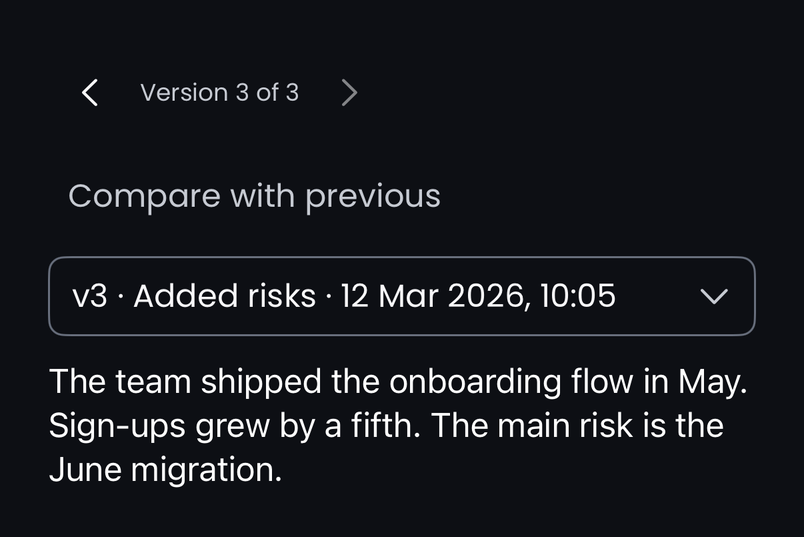 Version 3 of 3
Compare with previous
v3 · Added risks · 12 Mar 2026, 10:05
The team shipped the onboarding flow in May.
Sign-ups grew by a fifth. The main risk is the
June migration.